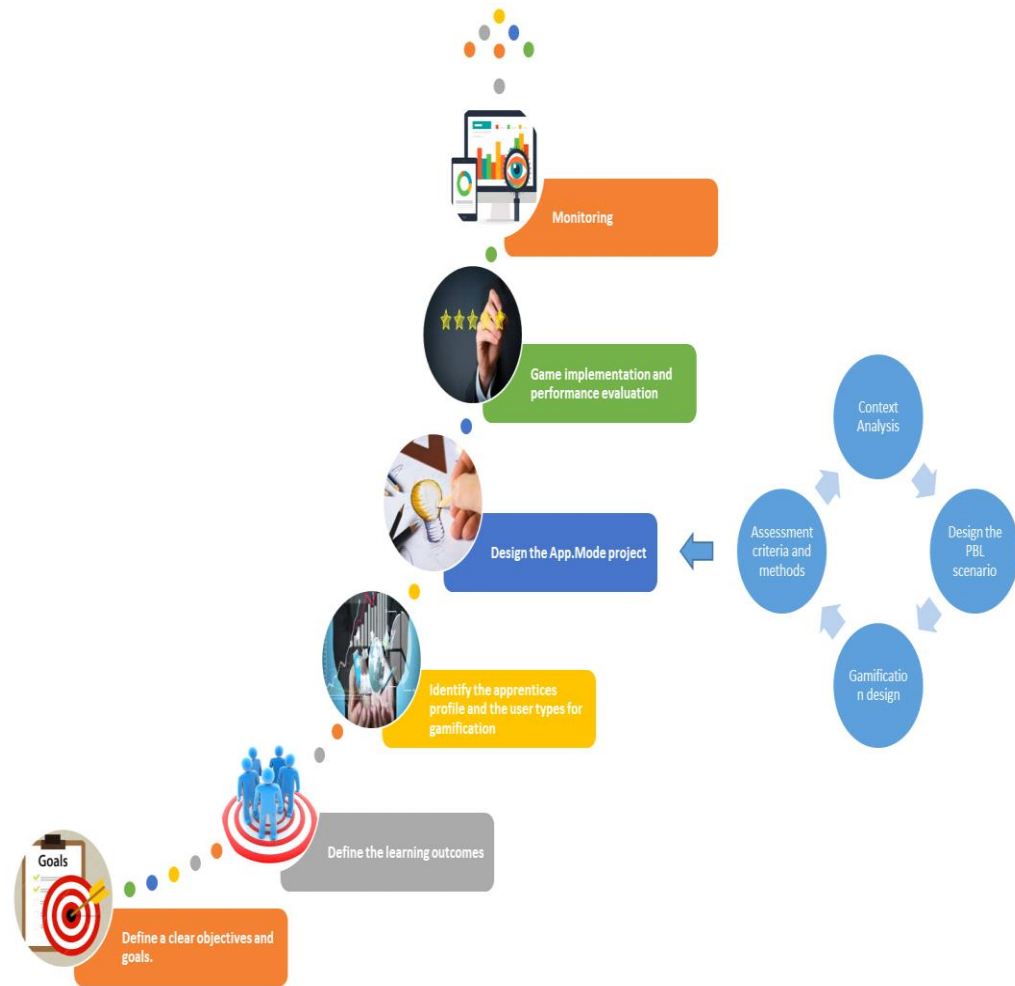 Monitoring
Game implementation and
performance evaluation
Design the App.Mode project
Identify the apprentices
profile and the user types for
gamification
Define the learning outcomes
Goals
Define a clear objectives and
goals.
Context
Analysis
Design the
PBL
scenario
Gamificatio
n design
Assessment
criteria and
methods